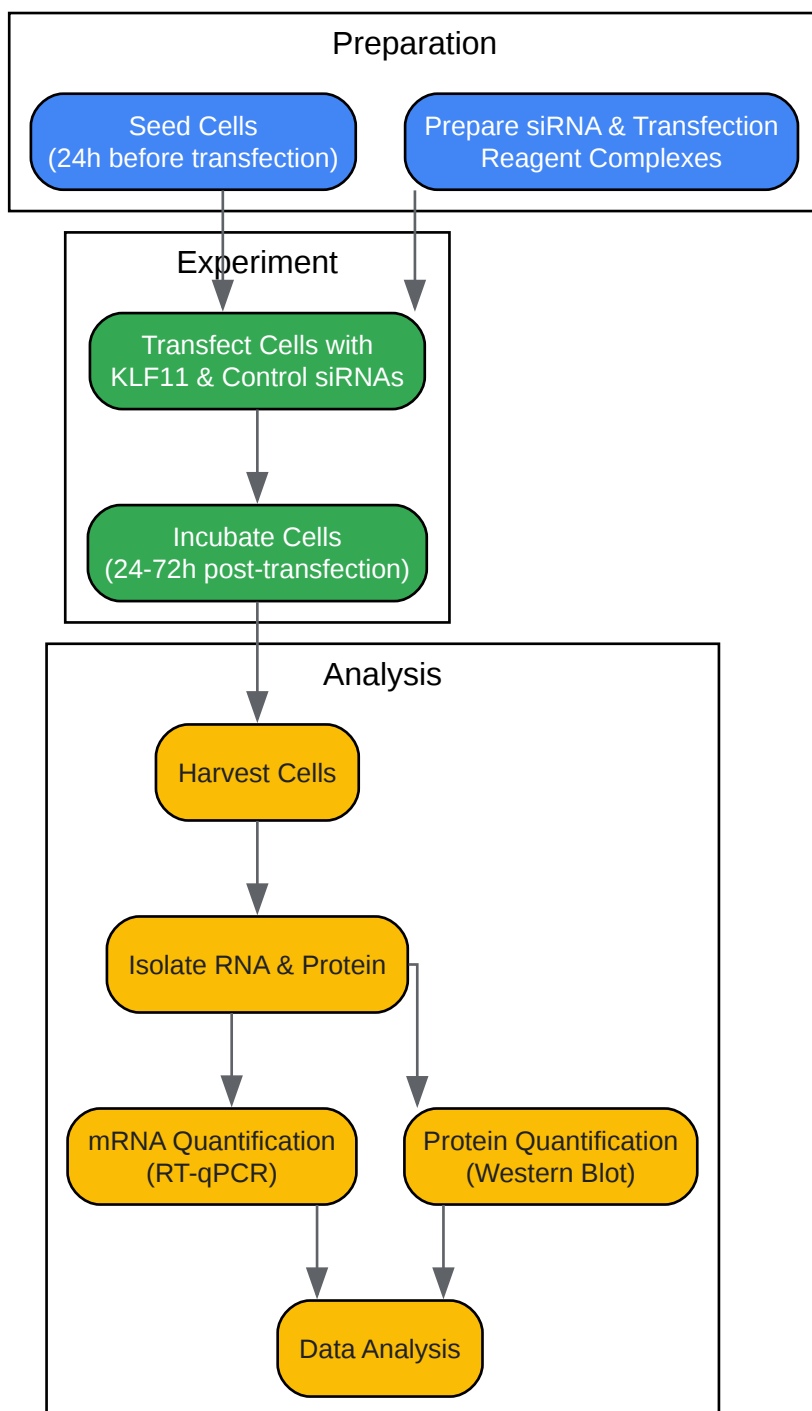 Preparation
Seed Cells
(24h before transfection)
Prepare siRNA & Transfection
Reagent Complexes
Experiment
Transfect Cells with
KLF11 & Control siRNAs
Incubate Cells
(24-72h post-transfection)
Analysis
Harvest Cells
Isolate RNA & Protein
mRNA Quantification
(RT-qPCR)
Protein Quantification
(Western Blot)
Data Analysis